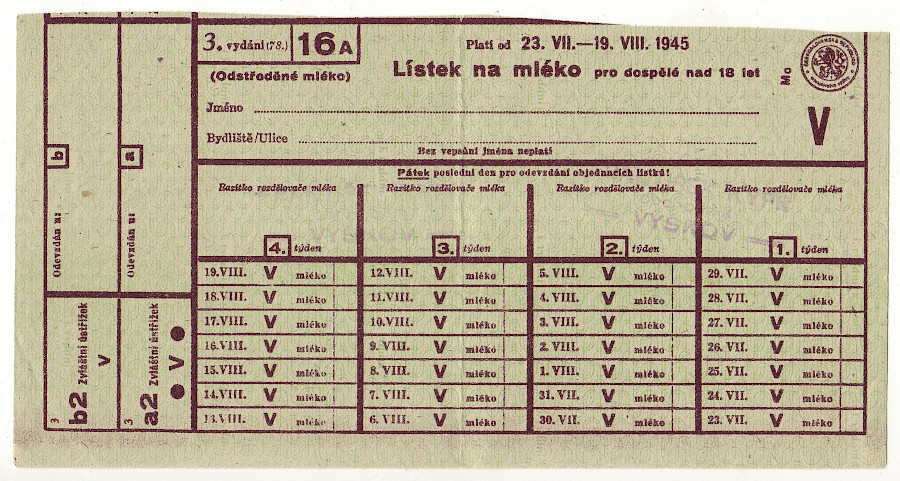 3. vydání (78.) 16A
(Odstředěné mléko)
Platí od 23. VII.—19. VIII. 1945
Lístek na mléko pro dospělé nad 18 let
Mo
V
Jméno
Bydliště/Ulice
Bez vepsání jména neplatí
Pátek poslední den pro odevzdání objednacích lístků!
Razítko rozdělovače mléka Razítko rozdělovače mléka Razítko rozdělovače mléka Razítko rozdělovače mléka
4. týden 3. týden 2. týden 1. týden
19. VIII. V mléko 12. VIII. V mléko 5. VIII. V mléko 29. VII. V mléko
18. VIII. V mléko 11. VIII. V mléko 4. VIII. V mléko 28. VII. V mléko
17. VIII. V mléko 10. VIII. V mléko 3. VIII. V mléko 27. VII. V mléko
16. VIII. V mléko 9. VIII. V mléko 2. VIII. V mléko 26. VII. V mléko
15. VIII. V mléko 8. VIII. V mléko 1. VIII. V mléko 25. VII. V mléko
14. VIII. V mléko 7. VIII. V mléko 31. VII. V mléko 24. VII. V mléko
13. VIII. V mléko 6. VIII. V mléko 30. VII. V mléko 23. VII. V mléko
b
Odevzdán u:
a
Odevzdán u:
3 b2 Zvláštní ústřižek
V
3 a2 Zvláštní ústřižek
V